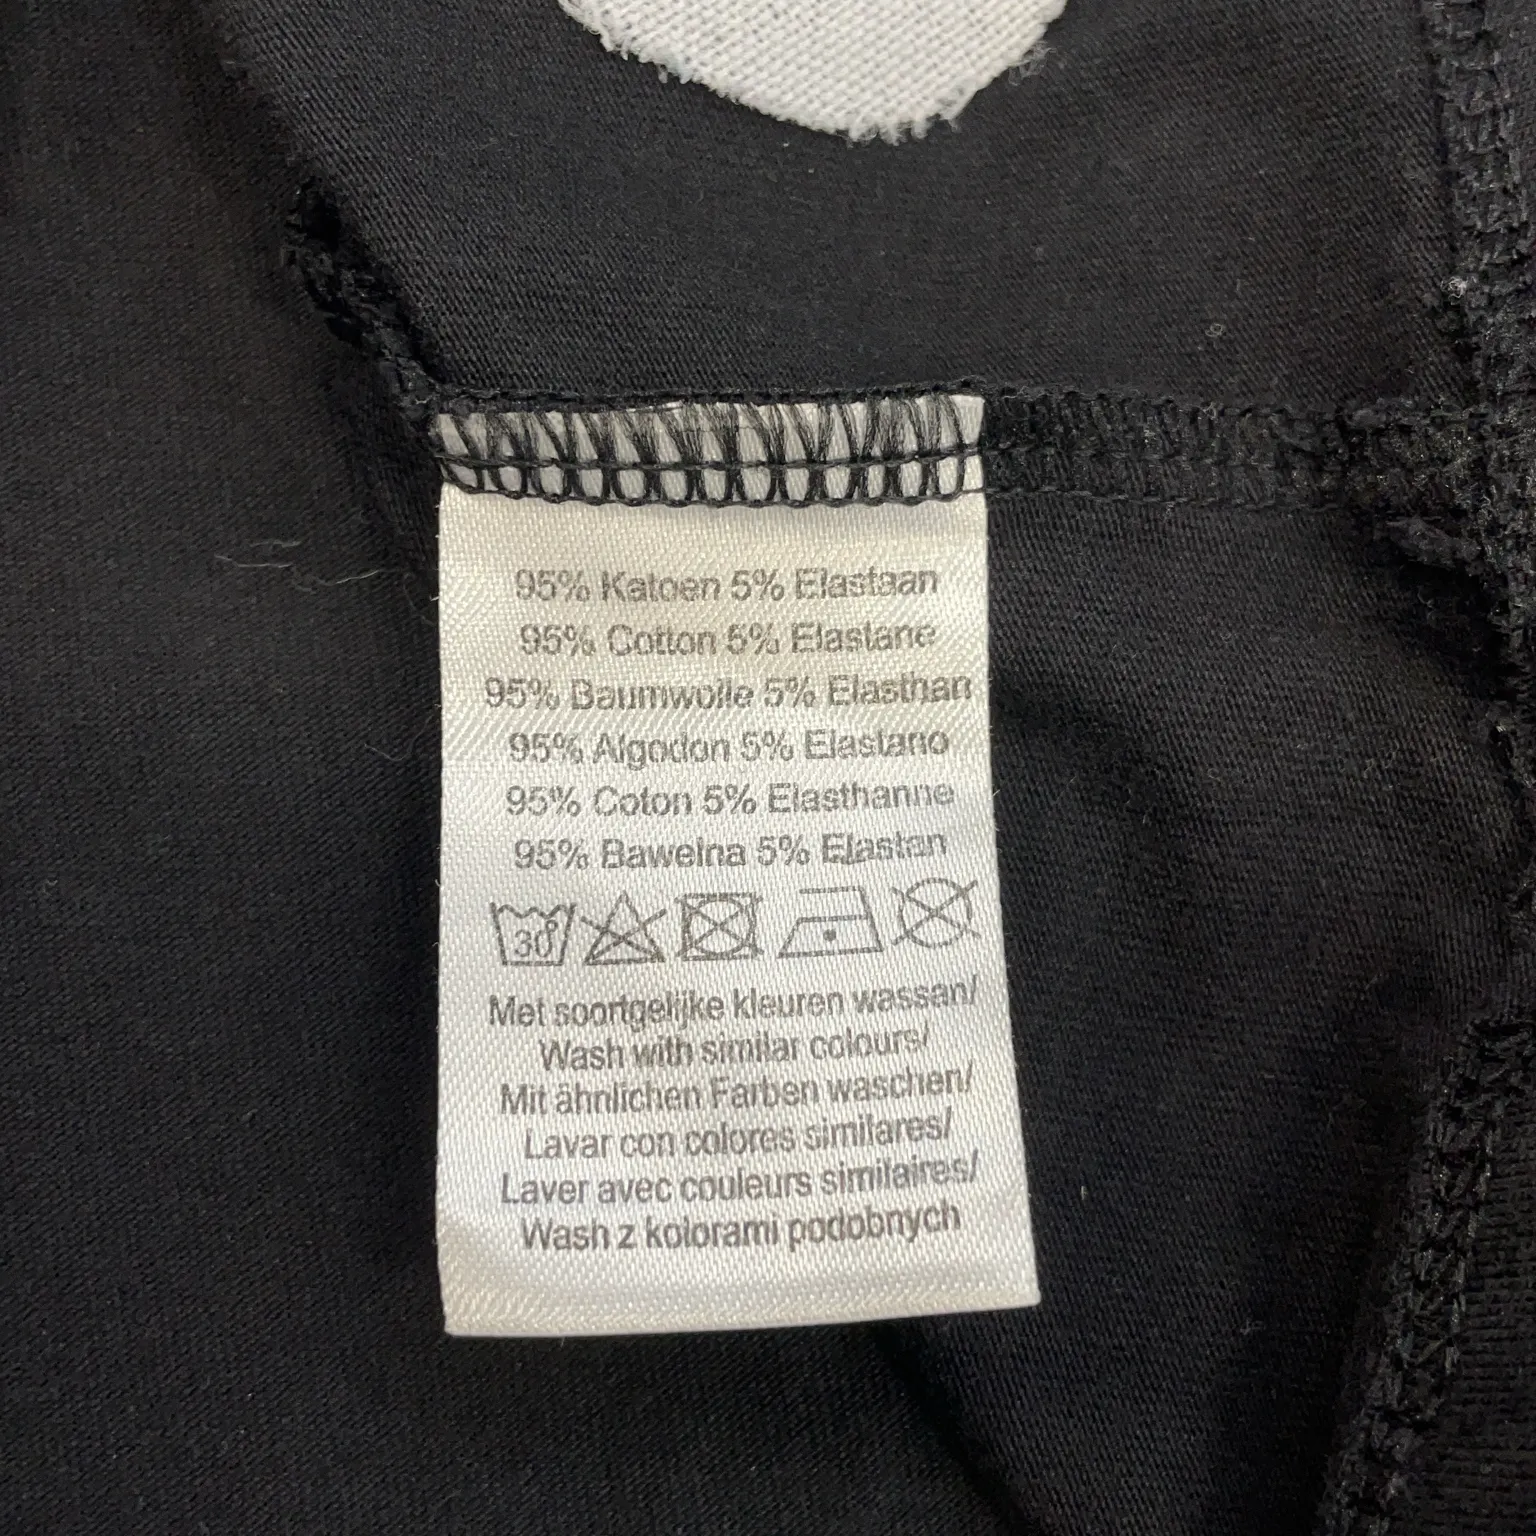 95% Katoen 5% Elastaan
95% Cotton 5% Elastane
95% Baumwolle 5% Elasthan
95% Algodon 5% Elastano
95% Coton 5% Elasthanne
95% Bawelna 5% Elastan
30°
Met soortgelijke kleuren wassan/
Wash with similar colours/
Mit ähnlichen Farben waschen/
Lavar con colores similares/
Laver avec couleurs similaires/
Wash z kolorami podobnych